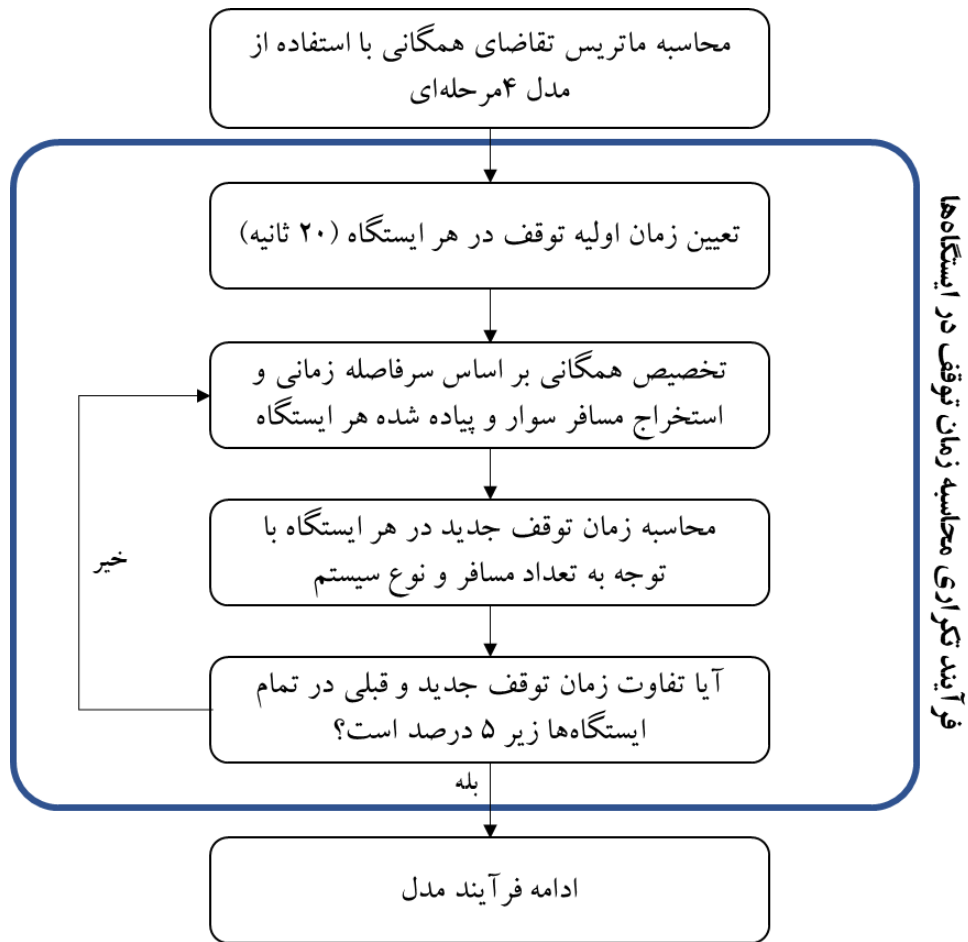 محاسبه ماتریس تقاضای همگانی با استفاده از
مدل ۴مرحله‌ای
تعیین زمان اولیه توقف در هر ایستگاه (۲۰ ثانیه)
تخصیص همگانی بر اساس سرفاصله زمانی و
استخراج مسافر سوار و پیاده شده هر ایستگاه
محاسبه زمان توقف جدید در هر ایستگاه با
توجه به تعداد مسافر و نوع سیستم
آیا تفاوت زمان توقف جدید و قبلی در تمام
ایستگاه‌ها زیر ۵ درصد است؟
خیر
بله
ادامه فرآیند مدل
فرآیند تکراری محاسبه زمان توقف در ایستگاه‌ها